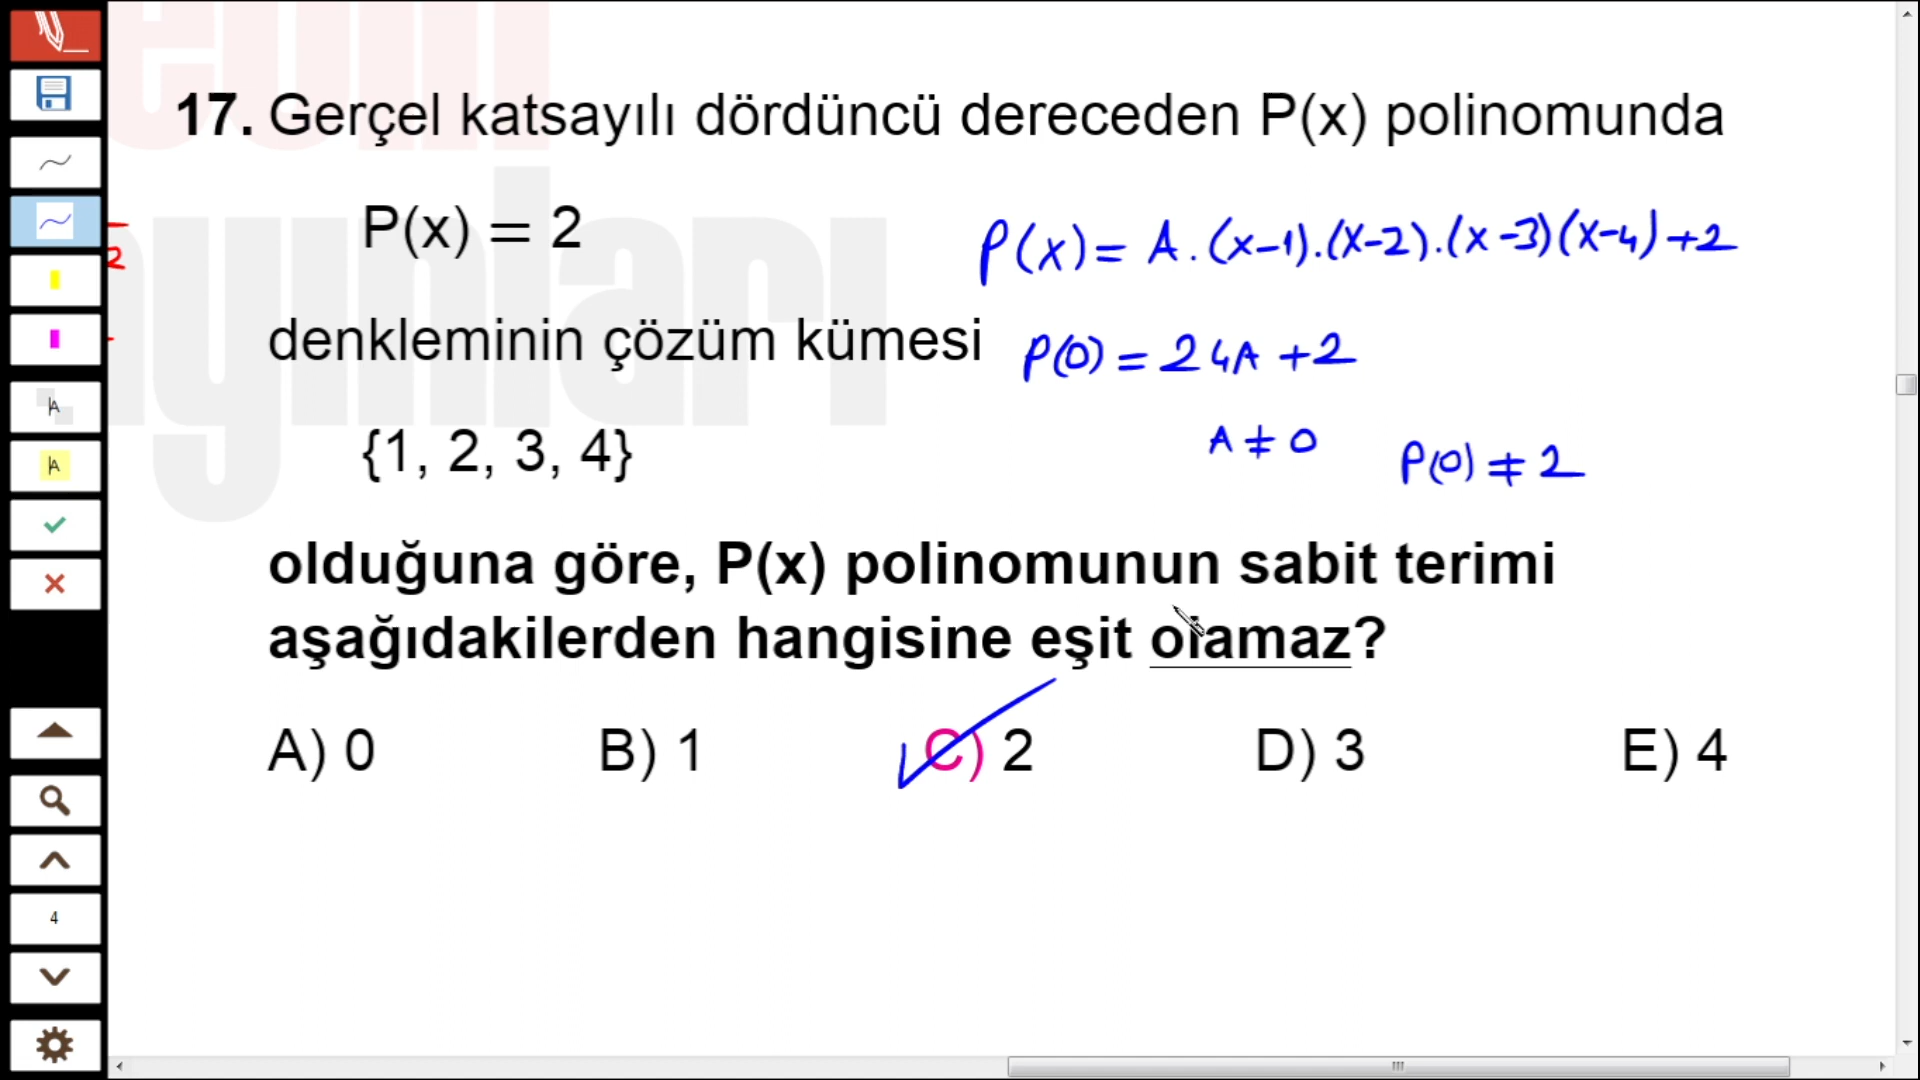 17. Gerçel katsayılı dördüncü dereceden P(x) polinomunda
P(x) = 2
P(x) = A.(x-1).(x-2).(x-3)(x-4)+2
denkleminin çözüm kümesi
P(0) = 24A +2
{1, 2, 3, 4}
A ≠ 0
P(0) ≠ 2
olduğuna göre, P(x) polinomunun sabit terimi
aşağıdakilerden hangisine eşit olamaz?
A) 0 B) 1 C) 2 D) 3 E) 4
2
A
A
4